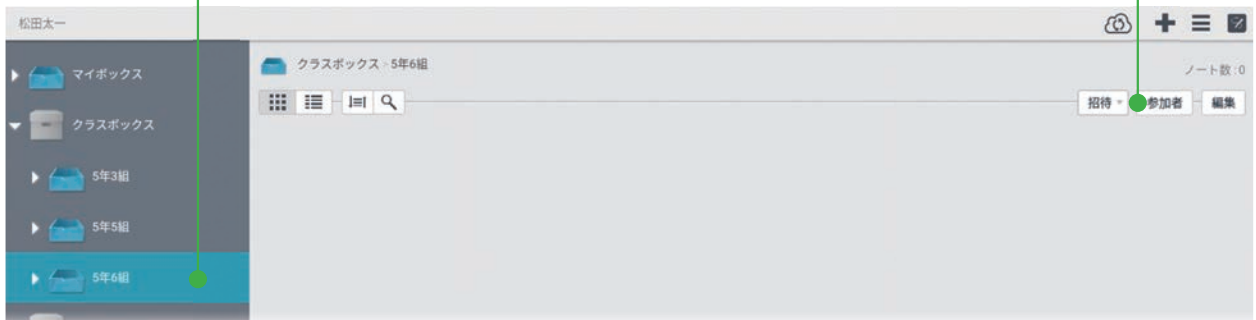 松田太一
マイボックス
クラスボックス
5年3組
5年5組
5年6組
クラスボックス > 5年6組
ノート数:0
招待 参加者 編集